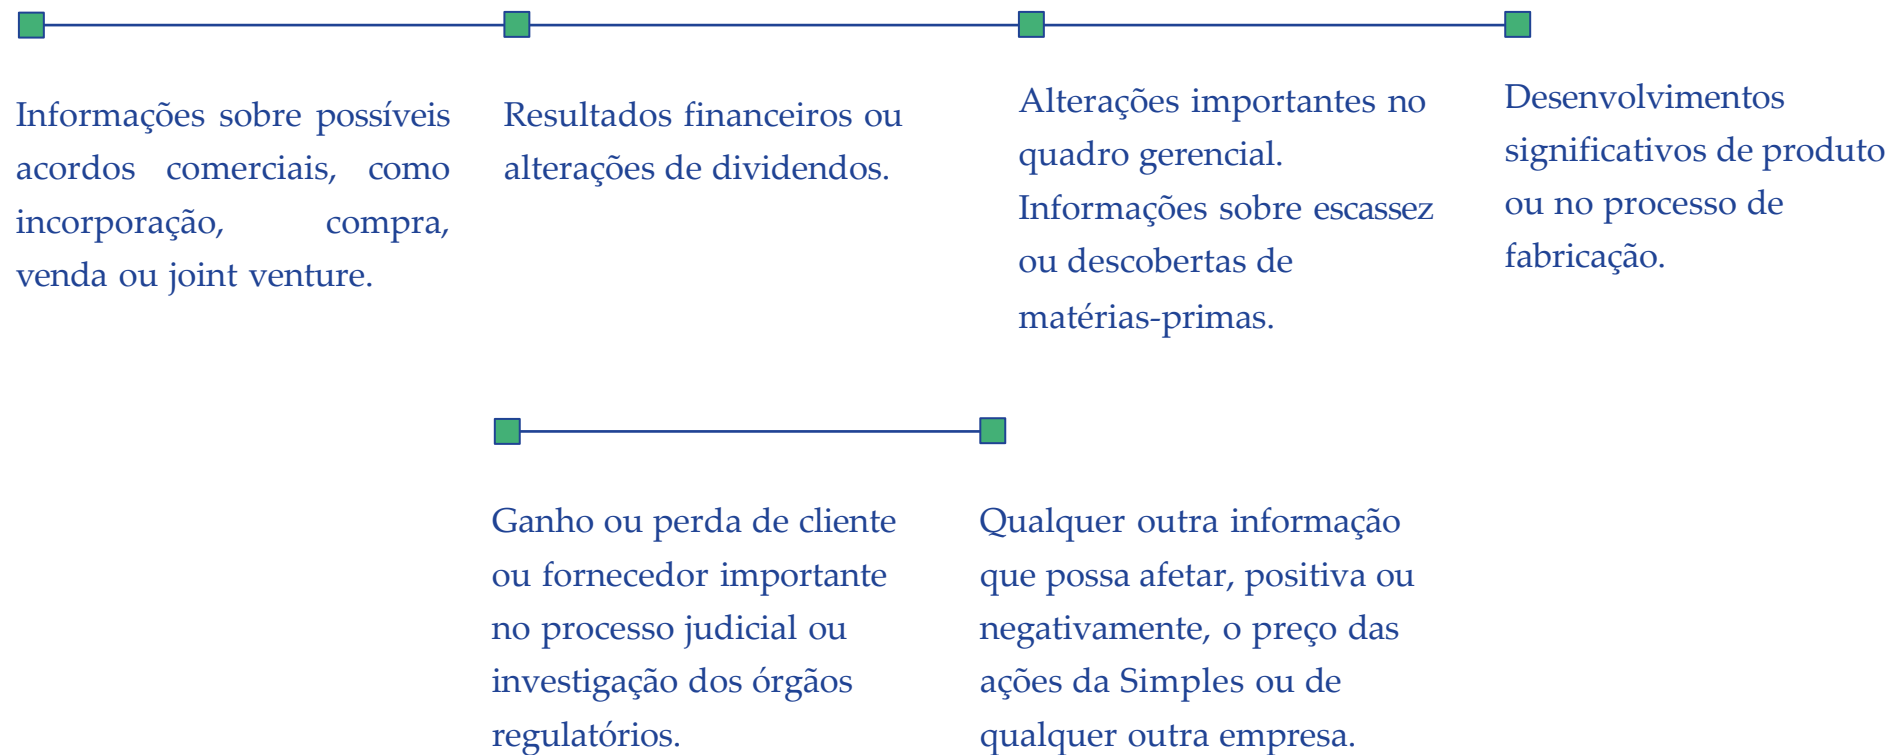 Informações sobre possíveis
acordos comerciais, como
incorporação, compra,
venda ou joint venture.
Resultados financeiros ou
alterações de dividendos.
Alterações importantes no
quadro gerencial.
Informações sobre escassez
ou descobertas de
matérias-primas.
Desenvolvimentos
significativos de produto
ou no processo de
fabricação.
Ganho ou perda de cliente
ou fornecedor importante
no processo judicial ou
investigação dos órgãos
regulatórios.
Qualquer outra informação
que possa afetar, positiva ou
negativamente, o preço das
ações da Simples ou de
qualquer outra empresa.